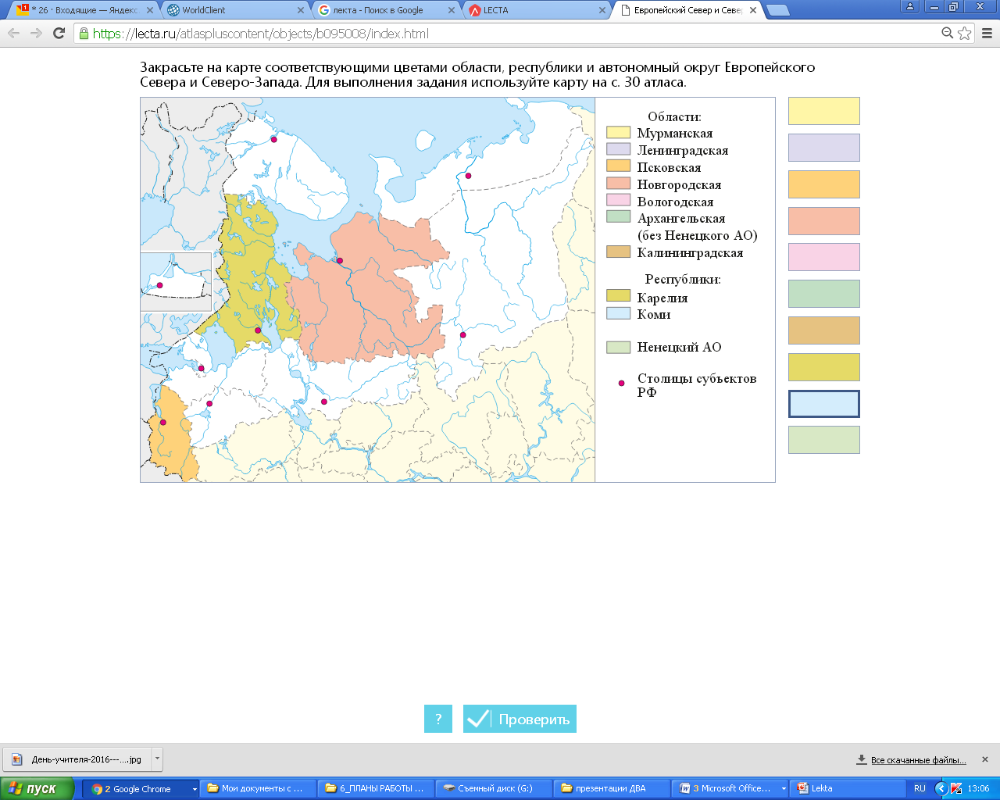 * 26 · Входящие — Яндекс
WorldClient
лекта - Поиск в Google
LECTA
Европейский Север и Севе
https://lecta.ru/atlaspluscontent/objects/b095008/index.html
Закрасьте на карте соответствующими цветами области, республики и автономный округ Европейского
Севера и Северо-Запада. Для выполнения задания используйте карту на с. 30 атласа.
Области:
Мурманская
Ленинградская
Псковская
Новгородская
Вологодская
Архангельская
(без Ненецкого АО)
Калининградская
Республики:
Карелия
Коми
Ненецкий АО
Столицы субъектов
РФ
?
Проверить
День-учителя-2016---....jpg
Все скачанные файлы...
пуск
2 Google Chrome
Мои документы с ...
6_ПЛАНЫ РАБОТЫ ...
Съемный диск (G:)
презентации ДВА
3 Microsoft Office...
Lekta
RU
13:06